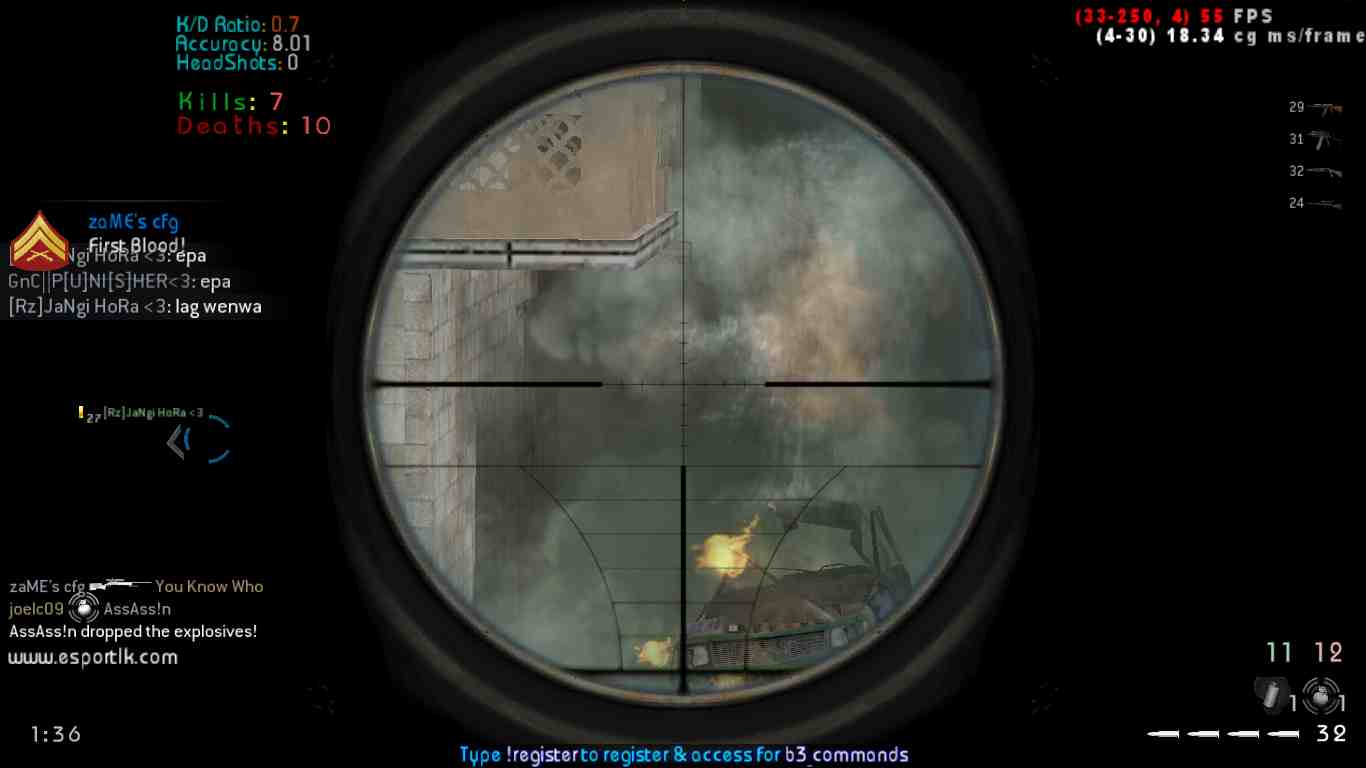 K/D Ratio: 0.7
Accuracy: 8.01
HeadShots: 0
Kills: 7
Deaths: 10
(33-250, 4) 55 FPS
(4-30) 18.34 cg ms/frame
29
31
32
24
zaME's cfg
First Blood!
Ngi HoRa <3: epa
GnC||P[U]NI[S]HER<3: epa
[Rz]JaNgi HoRa <3: lag wenwa
27 [Rz]JaNgi HoRa <3
zaME's cfg You Know Who
joelc09 AssAss!n
AssAss!n dropped the explosives!
www.esportlk.com
11 12
1 1
1:36
32
Type !register to register & access for b3_commands